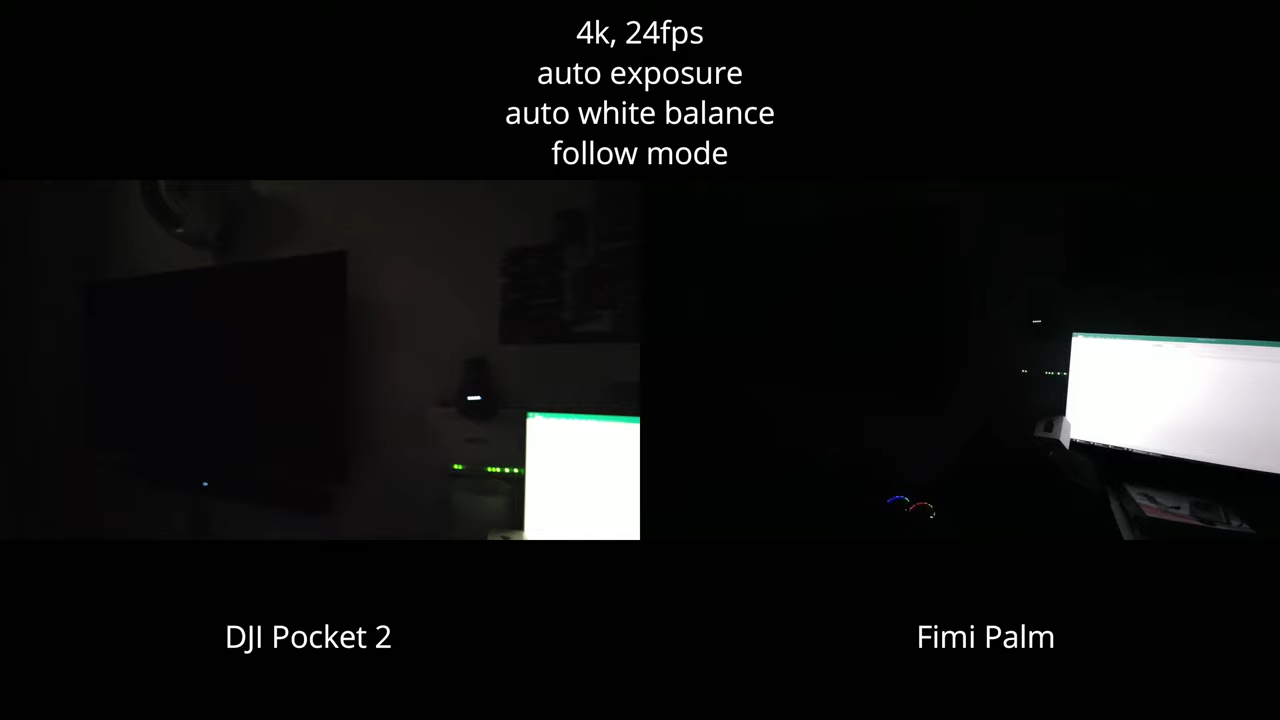 4k, 24fps
auto exposure
auto white balance
follow mode
DJI Pocket 2
Fimi Palm